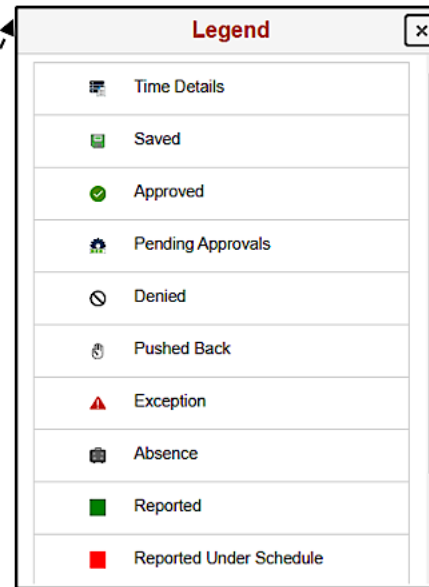 Legend
Time Details
Saved
Approved
Pending Approvals
Denied
Pushed Back
Exception
Absence
Reported
Reported Under Schedule